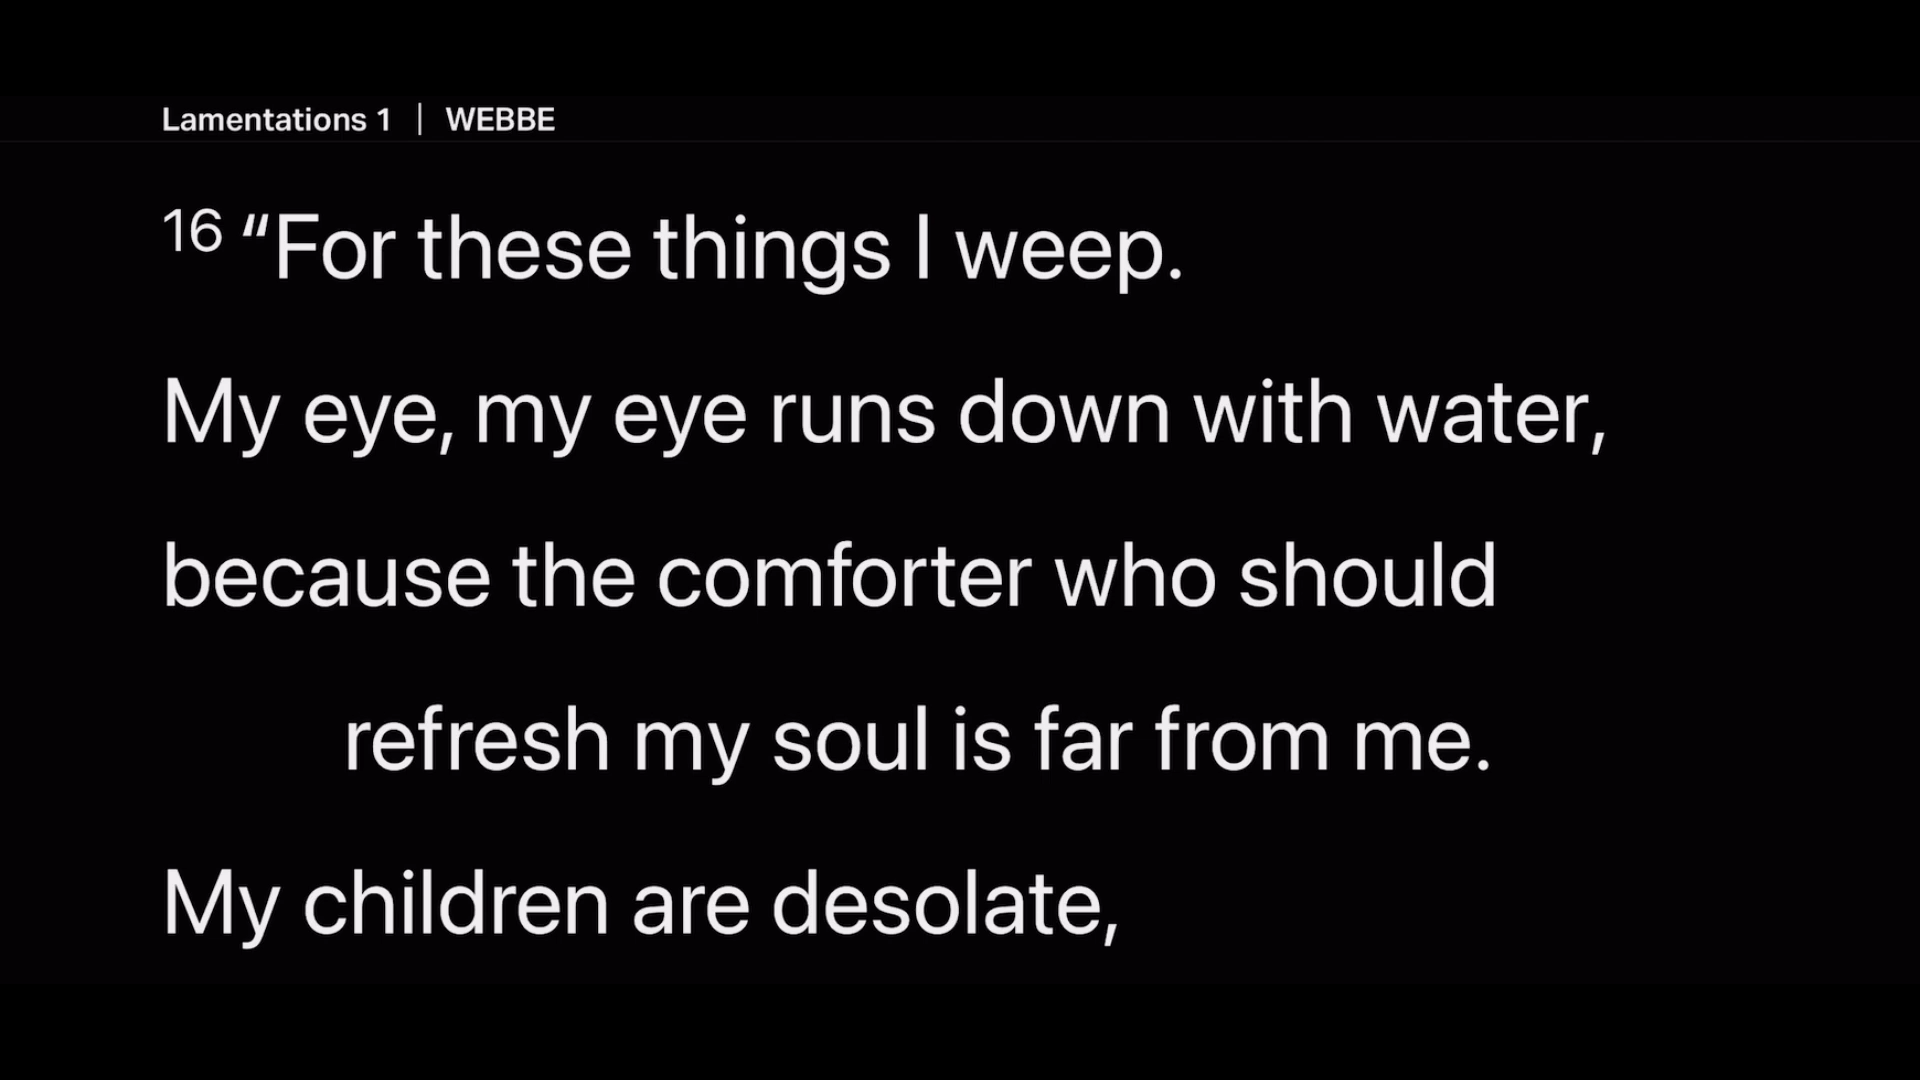 Lamentations 1 | WEBBE
16 “For these things I weep.
My eye, my eye runs down with water,
because the comforter who should
refresh my soul is far from me.
My children are desolate,